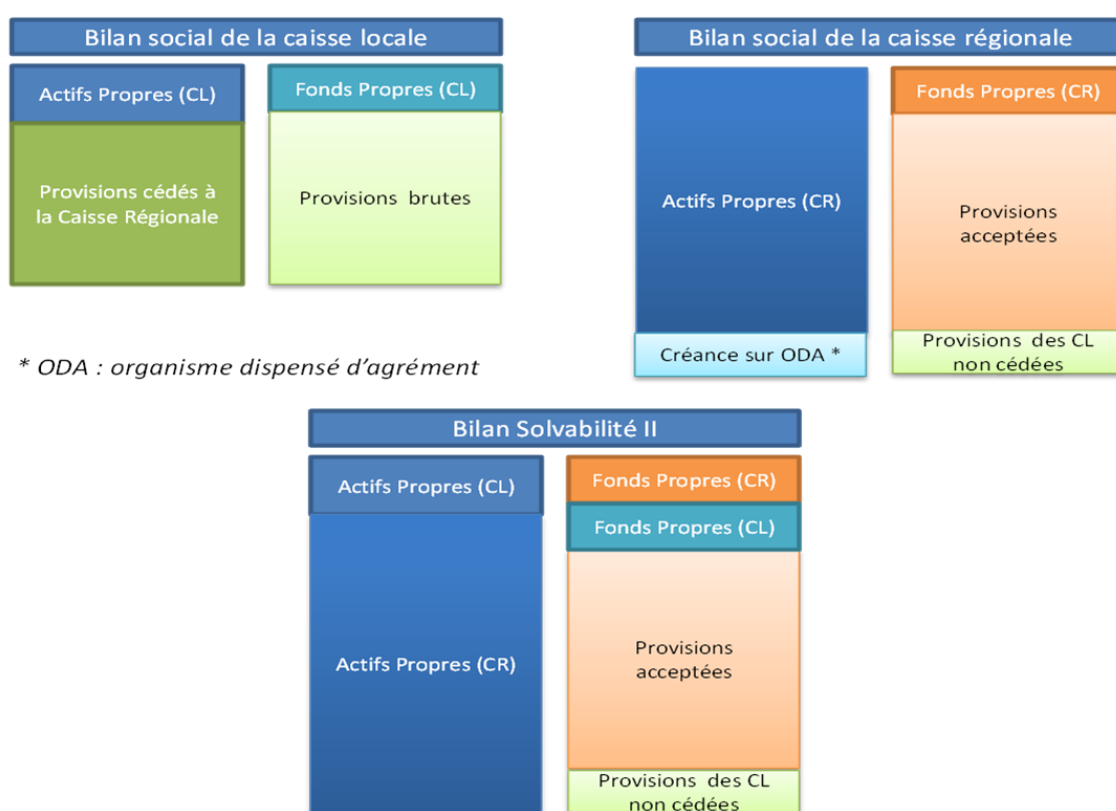 Bilan social de la caisse locale
Actifs Propres (CL)
Fonds Propres (CL)
Provisions cédés à
la Caisse Régionale
Provisions brutes
Bilan social de la caisse régionale
Fonds Propres (CR)
Actifs Propres (CR)
Provisions
acceptées
Créance sur ODA *
Provisions des CL
non cédées
* ODA : organisme dispensé d'agrément
Bilan Solvabilité II
Actifs Propres (CL)
Fonds Propres (CR)
Fonds Propres (CL)
Actifs Propres (CR)
Provisions
acceptées
Provisions des CL
non cédées